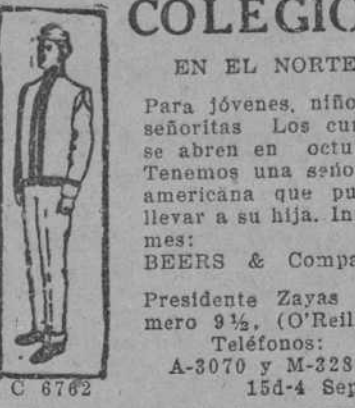 COLEGIO
EN EL NORTE
Para jóvenes, niño
señoritas Los cur
se abren en octu
Tenemos una seño
americana que pu
llevar a su hija. In
mes:
BEERS & Compa
Presidente Zayas
mero 9½, (O'Reil
Teléfonos:
A-3070 y M-328
C 6762 15d-4 Sep